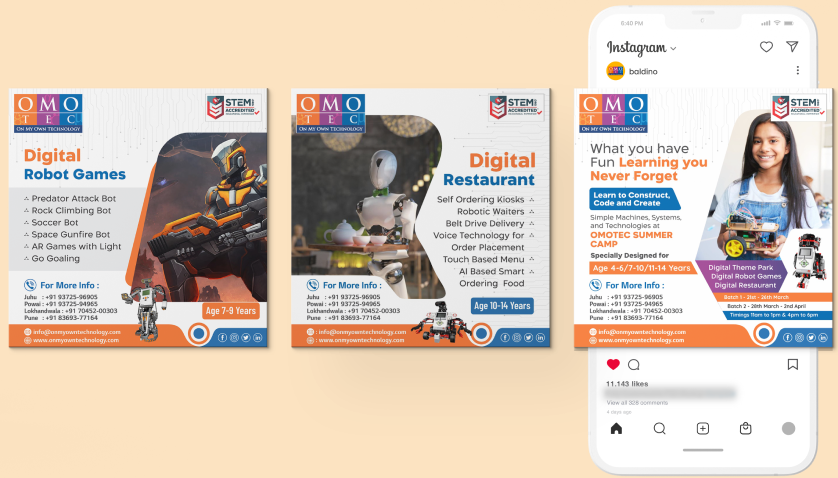 OMO
TEC
ON MY OWN TECHNOLOGY
STEM
ACCREDITED
Digital
Robot Games
Predator Attack Bot
Rock Climbing Bot
Soccer Bot
Space Gunfire Bot
AR Games with Light
Go Goaling
For More Info :
Juhu : +91 93725-96905
Powai : +91 93725-94965
Lokhandwala : +91 70452-00303
Pune : +91 83693-77164
Age 7-9 Years
info@onmyowntechnology.com
www.onmyowntechnology.com
OMO
TEC
ON MY OWN TECHNOLOGY
STEM
ACCREDITED
Digital
Restaurant
Self Ordering Kiosks
Robotic Waiters
Belt Drive Delivery
Voice Technology for
Order Placement
Touch Based Menu
AI Based Smart
Ordering Food
For More Info :
Juhu : +91 93725-96905
Powai : +91 93725-94965
Lokhandwala : +91 70452-00303
Pune : +91 83693-77164
Age 10-14 Years
: info@onmyowntechnology.com
: www.onmyowntechnology.com
6:40 PM
Instagram
baldino
OMO
TEC
ON MY OWN TECHNOLOGY
STEM
ACCREDITED
What you have
Fun Learning you
Never Forget
Learn to Construct,
Code and Create
Simple Machines, Systems,
and Technologies at
OMOTEC SUMMER
CAMP
Specially Designed for
Age 4-6/7-10/11-14 Years
For More Info :
Juhu : +91 93725-96905
Powai : +91 93725-94965
Lokhandwala : +91 70452-00303
Pune : +91 83693-77164
Digital Theme Park
Digital Robot Games
Digital Restaurant
Batch 1 - 21st - 26th March
Batch 2 - 28th March - 2nd April
Timings 11am to 1pm & 4pm to 6pm
info@onmyowntechnology.com
www.onmyowntechnology.com
11,143 likes
View all 328 comments
4 days ago